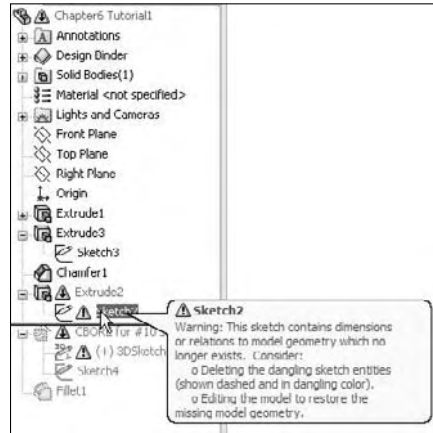 Chapter6 Tutorial1
Annotations
Design Binder
Solid Bodies(1)
Material <not specified>
Lights and Cameras
Front Plane
Top Plane
Right Plane
Origin
Extrude1
Extrude3
Sketch3
Chamfer1
Extrude2
Sketch2
Sketch2
Warning: This sketch contains dimensions
or relations to model geometry which no
longer exists. Consider:
o Deleting the dangling sketch entities
(shown dashed and in dangling color).
o Editing the model to restore the
missing model geometry.
CBORE for #10 S
(+) 3DSketch
Sketch4
Fillet1